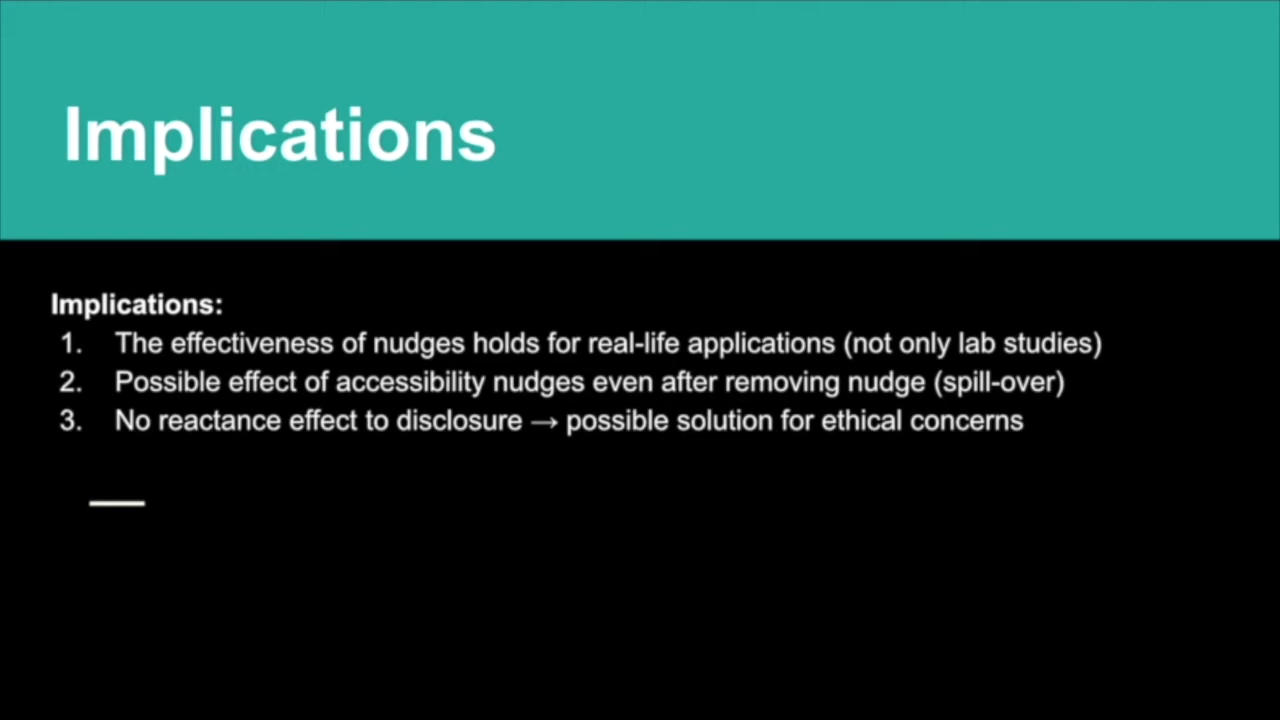 Implications
Implications:
1. The effectiveness of nudges holds for real-life applications (not only lab studies)
2. Possible effect of accessibility nudges even after removing nudge (spill-over)
3. No reactance effect to disclosure → possible solution for ethical concerns